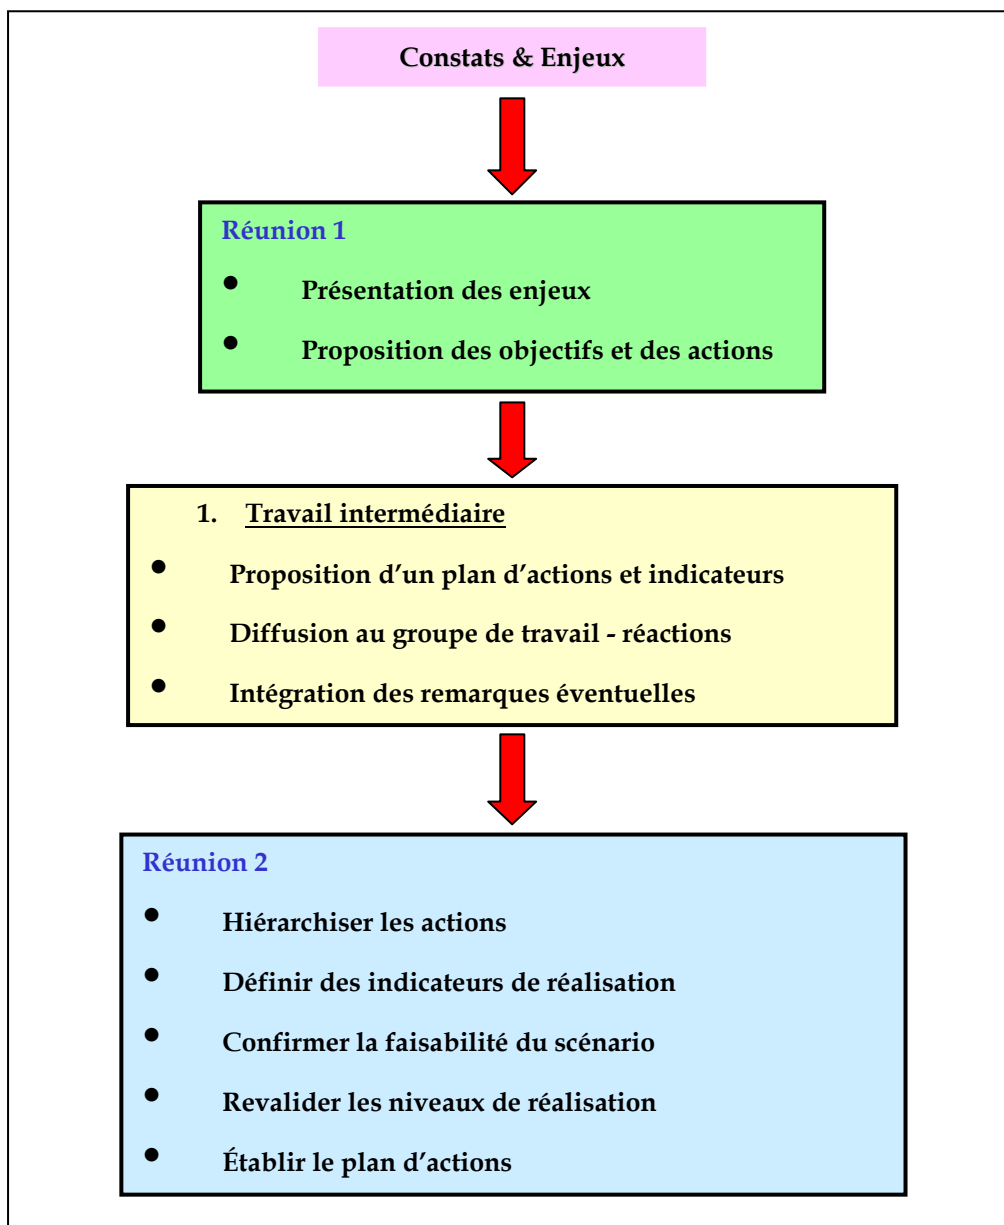 Constats & Enjeux
Réunion 1
● Présentation des enjeux
● Proposition des objectifs et des actions
1. Travail intermédiaire
● Proposition d’un plan d’actions et indicateurs
● Diffusion au groupe de travail - réactions
● Intégration des remarques éventuelles
Réunion 2
● Hiérarchiser les actions
● Définir des indicateurs de réalisation
● Confirmer la faisabilité du scénario
● Revalider les niveaux de réalisation
● Établir le plan d’actions